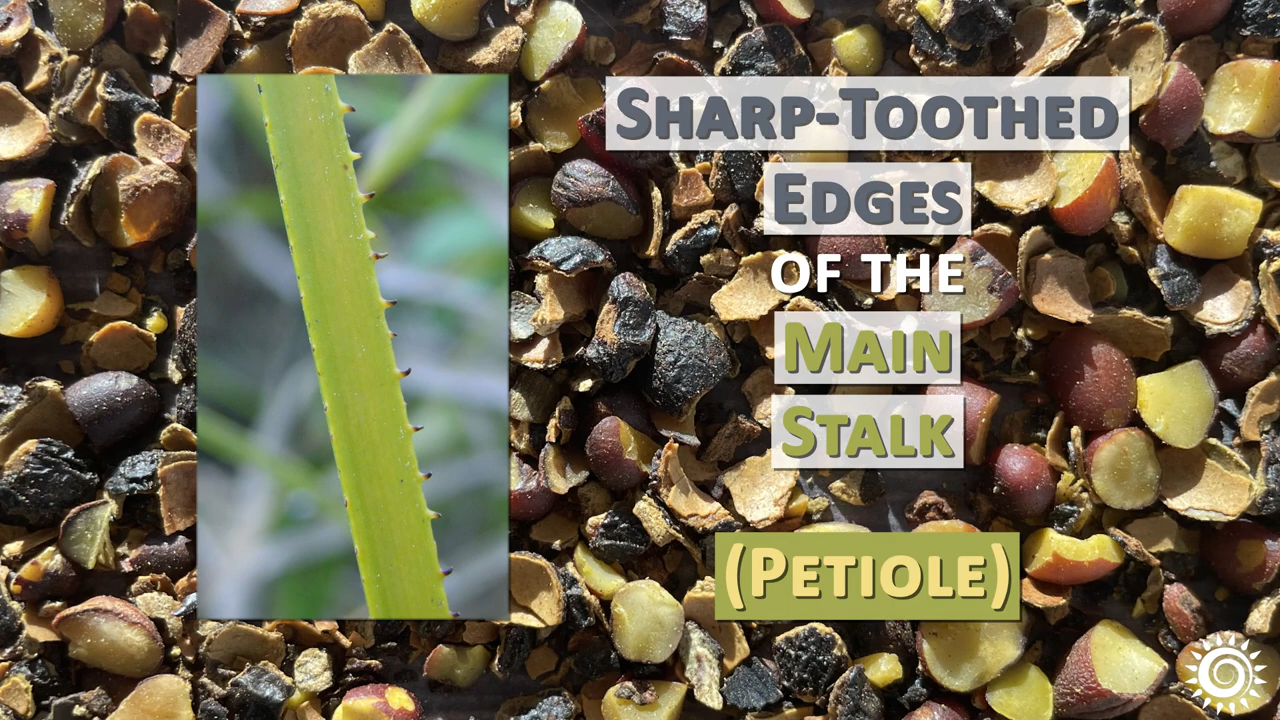 Sharp-Toothed
Edges
of the
Main
Stalk
(Petiole)